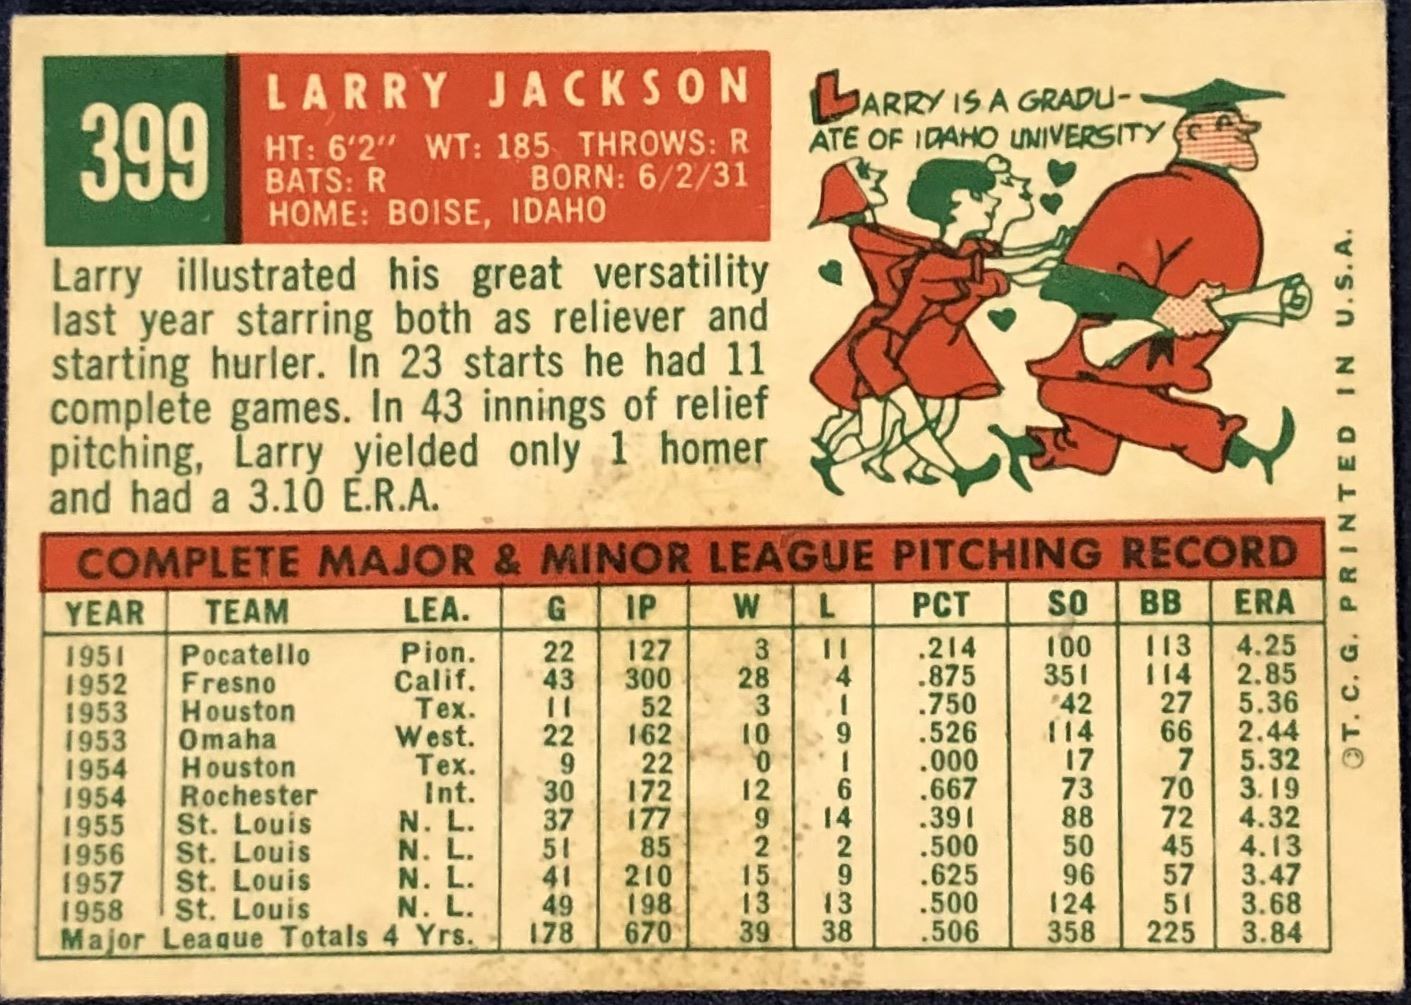 399
LARRY JACKSON
HT: 6'2" WT: 185 THROWS: R
BATS: R BORN: 6/2/31
HOME: BOISE, IDAHO
LARRY IS A GRADU-
ATE OF IDAHO UNIVERSITY
Larry illustrated his great versatility
last year starring both as reliever and
starting hurler. In 23 starts he had 11
complete games. In 43 innings of relief
pitching, Larry yielded only 1 homer
and had a 3.10 E.R.A.
COMPLETE MAJOR & MINOR LEAGUE PITCHING RECORD
YEAR TEAM LEA. G IP W L PCT SO BB ERA
1951 Pocatello Pion. 22 127 3 11 .214 100 113 4.25
1952 Fresno Calif. 43 300 28 4 .875 351 114 2.85
1953 Houston Tex. 11 52 3 1 .750 42 27 5.36
1953 Omaha West. 22 162 10 9 .526 114 66 2.44
1954 Houston Tex. 9 22 0 1 .000 17 7 5.32
1954 Rochester Int. 30 172 12 6 .667 73 70 3.19
1955 St. Louis N. L. 37 177 9 14 .391 88 72 4.32
1956 St. Louis N. L. 51 85 2 2 .500 50 45 4.13
1957 St. Louis N. L. 41 210 15 9 .625 96 57 3.47
1958 St. Louis N. L. 49 198 13 13 .500 124 51 3.68
Major League Totals 4 Yrs. 178 670 39 38 .506 358 225 3.84
©T. C. G. PRINTED IN U.S.A.